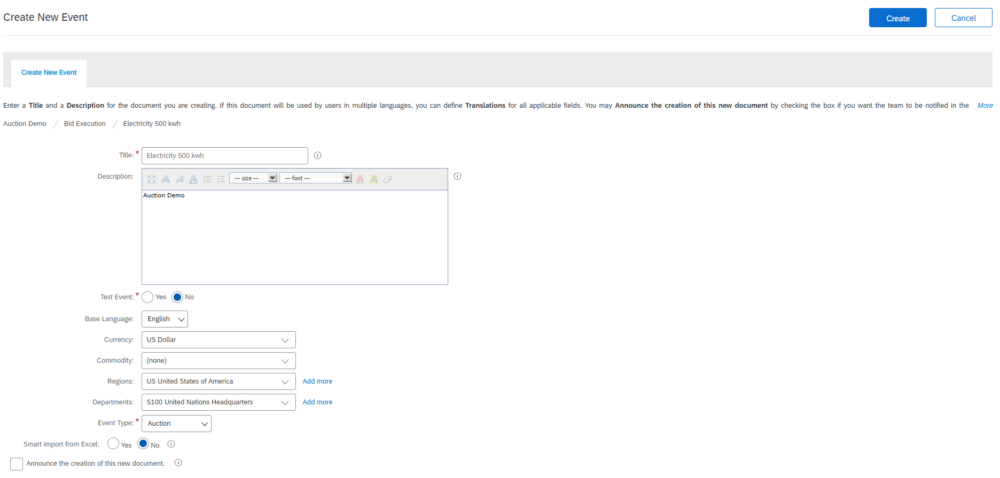 Create New Event
Create
Cancel
Create New Event
Enter a Title and a Description for the document you are creating. If this document will be used by users in multiple languages, you can define Translations for all applicable fields. You may Announce the creation of this new document by checking the box if you want the team to be notified in the More
Auction Demo / Bid Execution / Electricity 500 kwh
Title: * Electricity 500 kwh
Description:
— size — — font —
Auction Demo
Test Event: * Yes No
Base Language: English
Currency: US Dollar
Commodity: (none)
Regions: US United States of America Add more
Departments: S100 United Nations Headquarters Add more
Event Type: * Auction
Smart import from Excel: Yes No
Announce the creation of this new document.